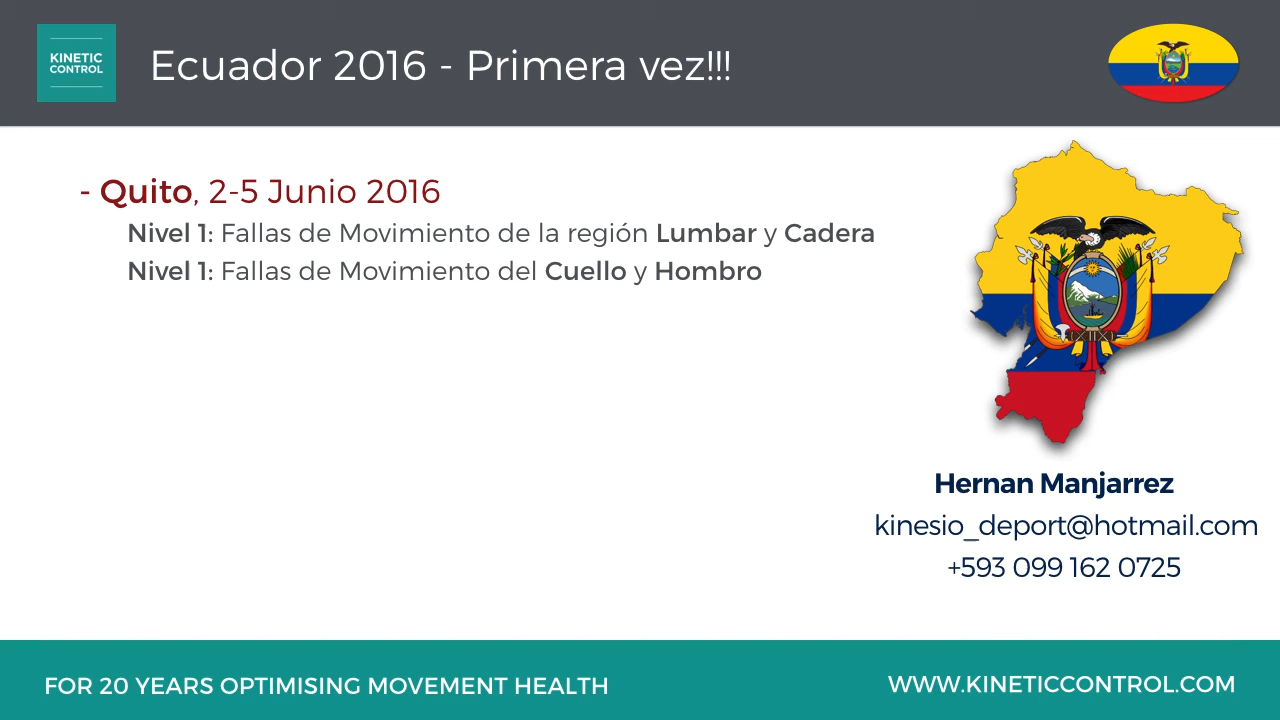 KINETIC
CONTROL
Ecuador 2016 - Primera vez!!!
- Quito, 2-5 Junio 2016
Nivel 1: Fallas de Movimiento de la región Lumbar y Cadera
Nivel 1: Fallas de Movimiento del Cuello y Hombro
Hernan Manjarrez
kinesio_deport@hotmail.com
+593 099 162 0725
FOR 20 YEARS OPTIMISING MOVEMENT HEALTH
WWW.KINETICCONTROL.COM